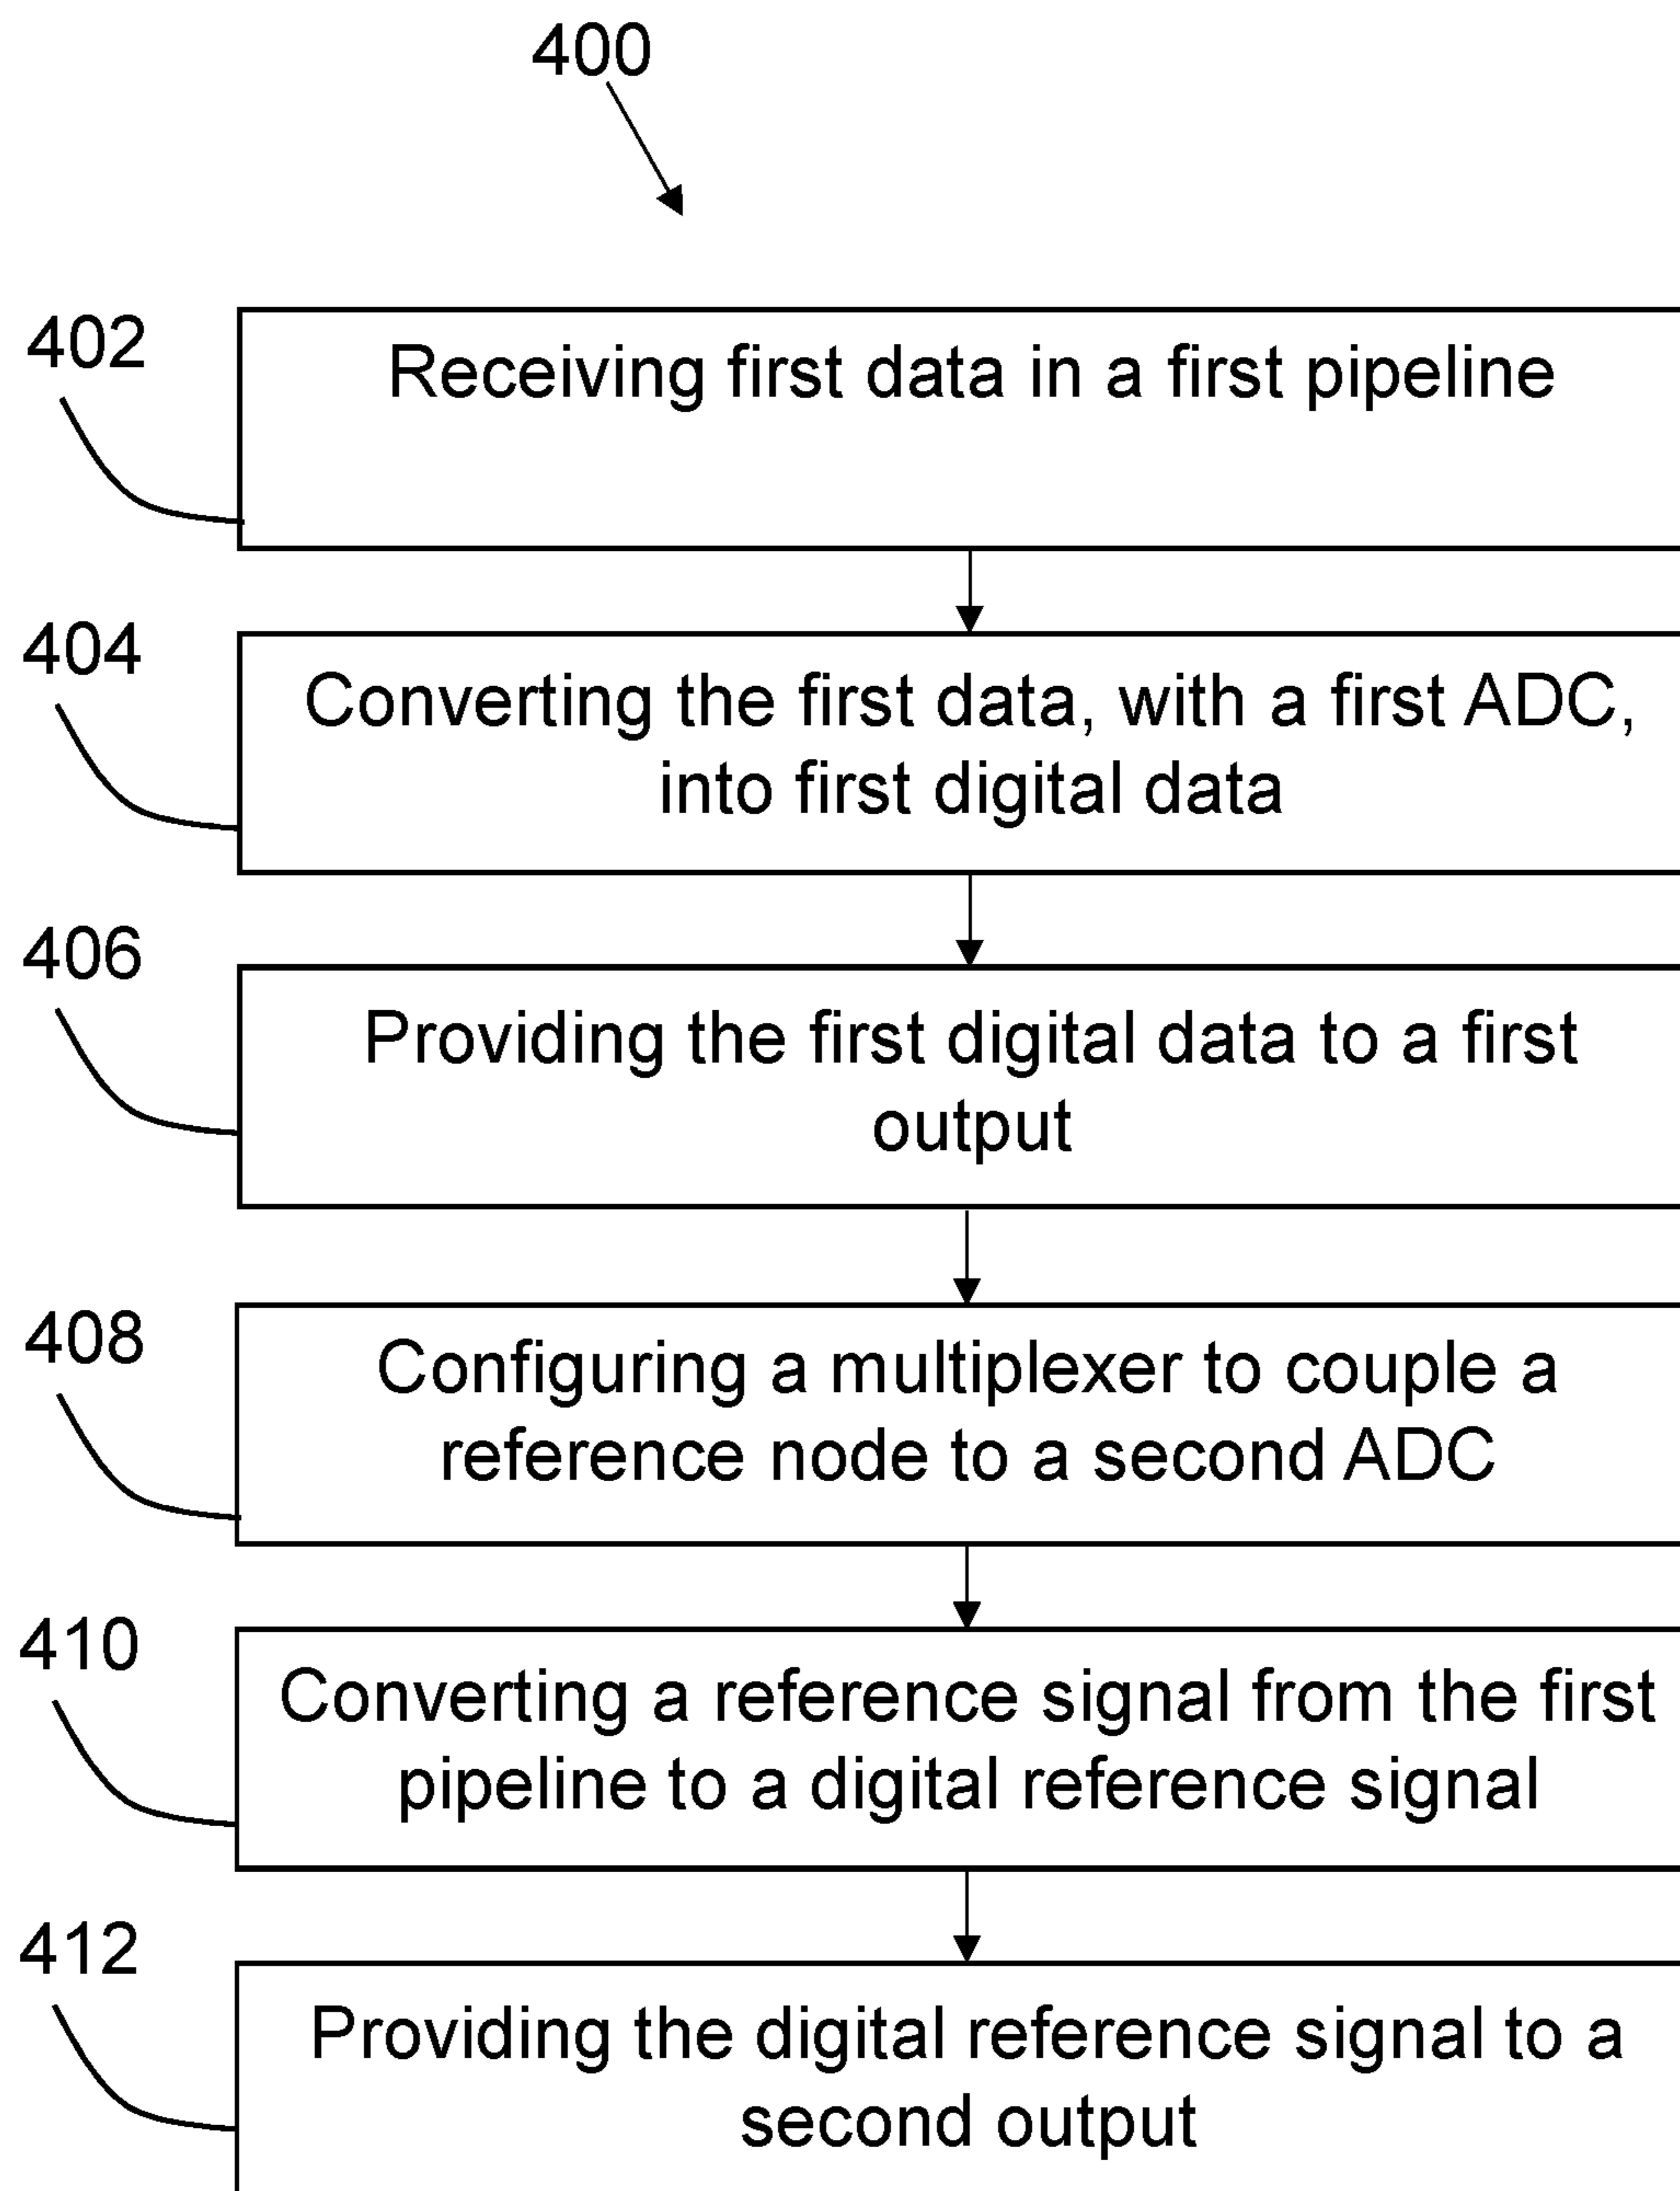 400
402
Receiving first data in a first pipeline
404
Converting the first data, with a first ADC,
into first digital data
406
Providing the first digital data to a first
output
408
Configuring a multiplexer to couple a
reference node to a second ADC
410
Converting a reference signal from the first
pipeline to a digital reference signal
412
Providing the digital reference signal to a
second output